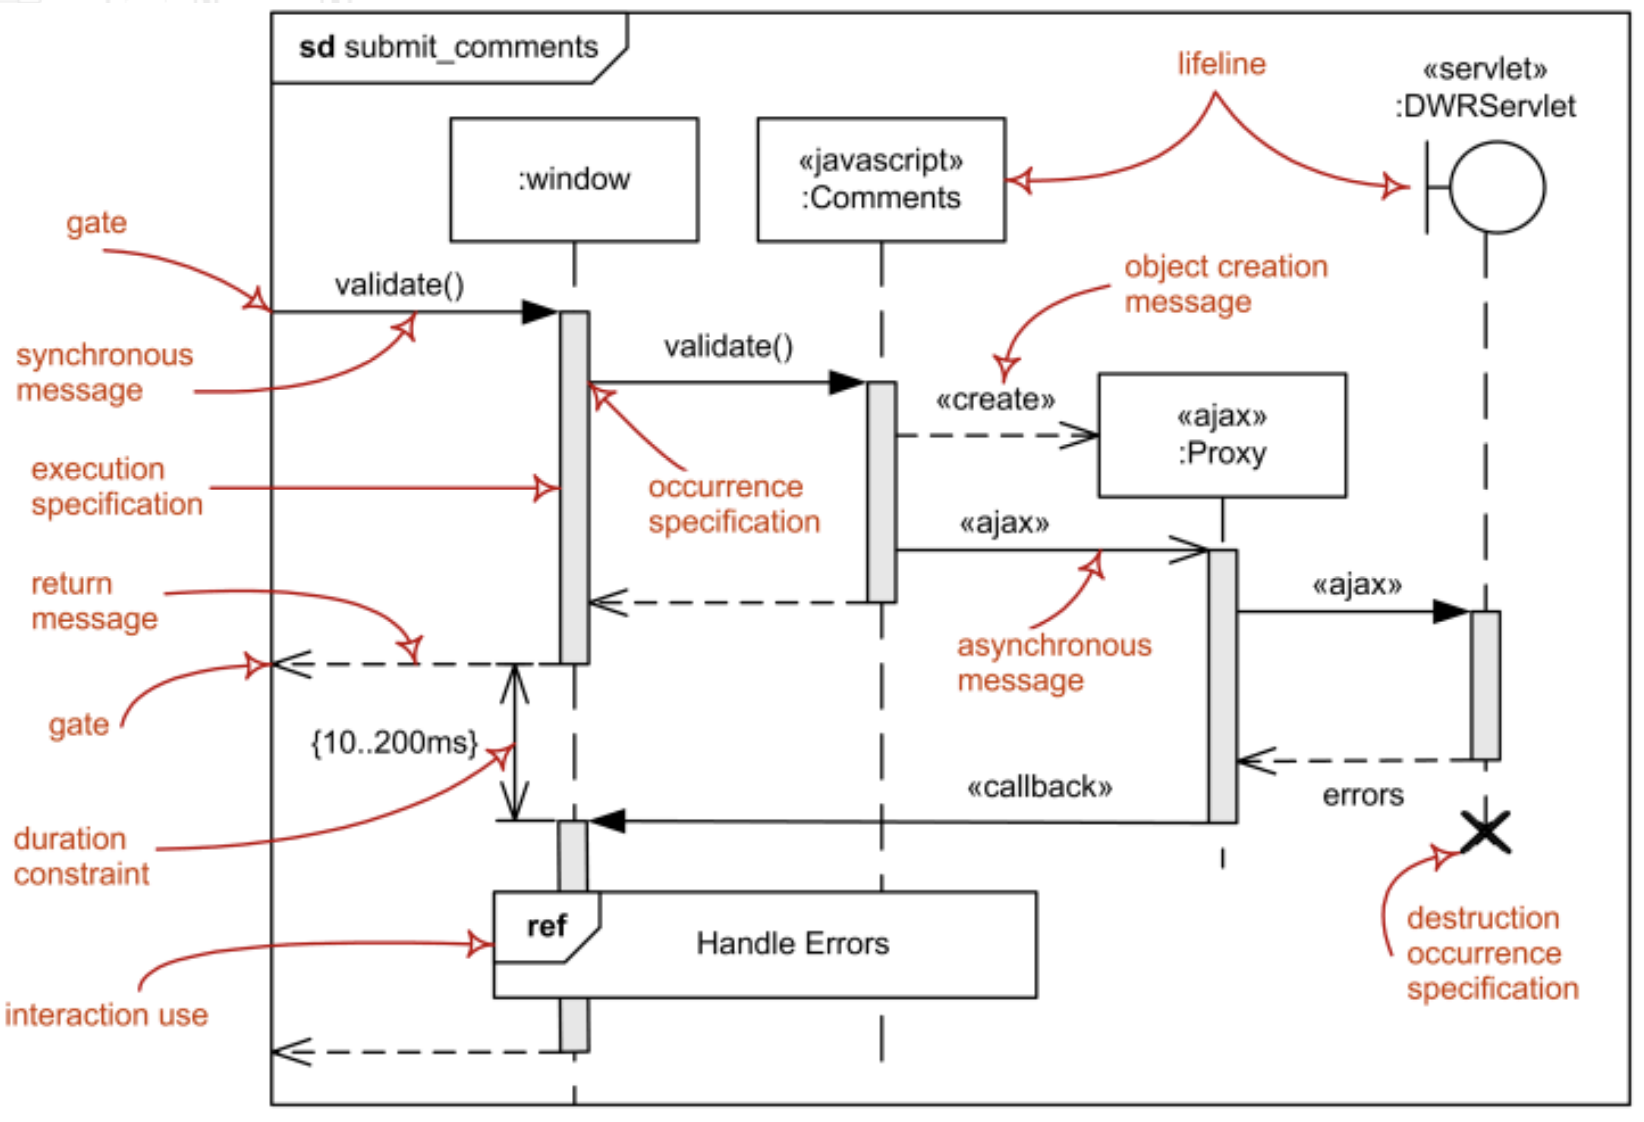 sd submit_comments
lifeline
«servlet»
:DWRServlet
:window
«javascript»
:Comments
gate
validate()
object creation
message
synchronous
message
validate()
«create»
«ajax»
:Proxy
execution
specification
occurrence
specification
«ajax»
return
message
«ajax»
asynchronous
message
gate
{10..200ms}
«callback»
errors
duration
constraint
ref
Handle Errors
destruction
occurrence
specification
interaction use